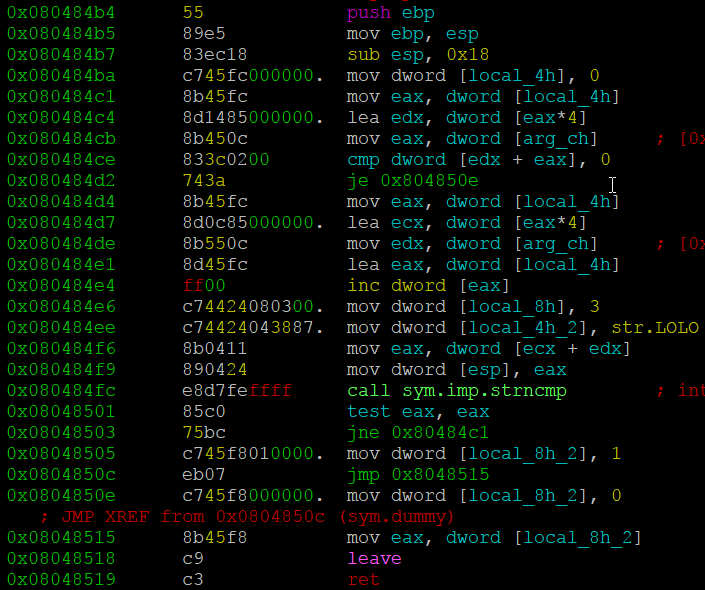 0x080484b4 55 push ebp
0x080484b5 89e5 mov ebp, esp
0x080484b7 83ec18 sub esp, 0x18
0x080484ba c745fc000000. mov dword [local_4h], 0
0x080484c1 8b45fc mov eax, dword [local_4h]
0x080484c4 8d1485000000. lea edx, dword [eax*4]
0x080484cb 8b450c mov eax, dword [arg_ch] ; [0x
0x080484ce 833c0200 cmp dword [edx + eax], 0
0x080484d2 743a je 0x804850e
0x080484d4 8b45fc mov eax, dword [local_4h]
0x080484d7 8d0c85000000. lea ecx, dword [eax*4]
0x080484de 8b550c mov edx, dword [arg_ch] ; [0x
0x080484e1 8d45fc lea eax, dword [local_4h]
0x080484e4 ff00 inc dword [eax]
0x080484e6 c74424080300. mov dword [local_8h], 3
0x080484ee c74424043887. mov dword [local_4h_2], str.LOLO
0x080484f6 8b0411 mov eax, dword [ecx + edx]
0x080484f9 890424 mov dword [esp], eax
0x080484fc e8d7feffff call sym.imp.strncmp ; int
0x08048501 85c0 test eax, eax
0x08048503 75bc jne 0x80484c1
0x08048505 c745f8010000. mov dword [local_8h_2], 1
0x0804850c eb07 jmp 0x8048515
0x0804850e c745f8000000. mov dword [local_8h_2], 0
; JMP XREF from 0x0804850c (sym.dummy)
0x08048515 8b45f8 mov eax, dword [local_8h_2]
0x08048518 c9 leave
0x08048519 c3 ret